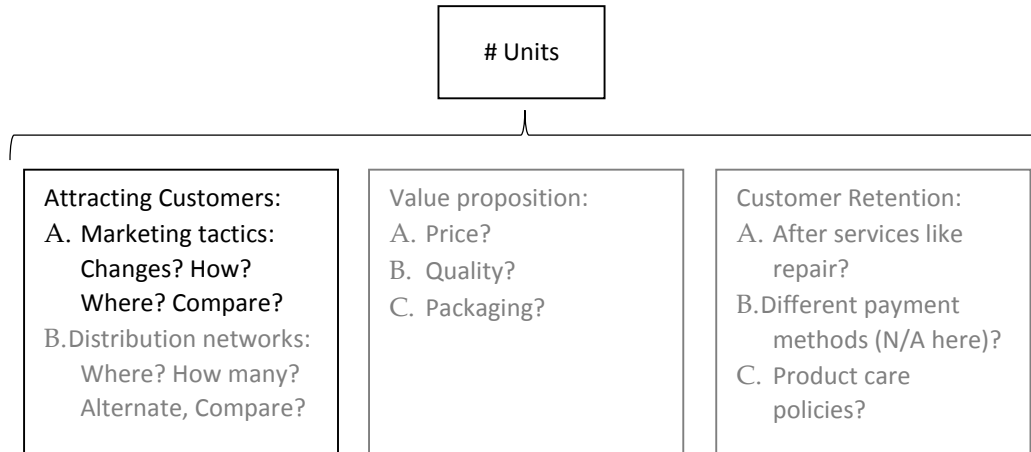 # Units
Attracting Customers:
A. Marketing tactics:
Changes? How?
Where? Compare?
B.Distribution networks:
Where? How many?
Alternate, Compare?
Value proposition:
A. Price?
B. Quality?
C. Packaging?
Customer Retention:
A. After services like
repair?
B.Different payment
methods (N/A here)?
C. Product care
policies?